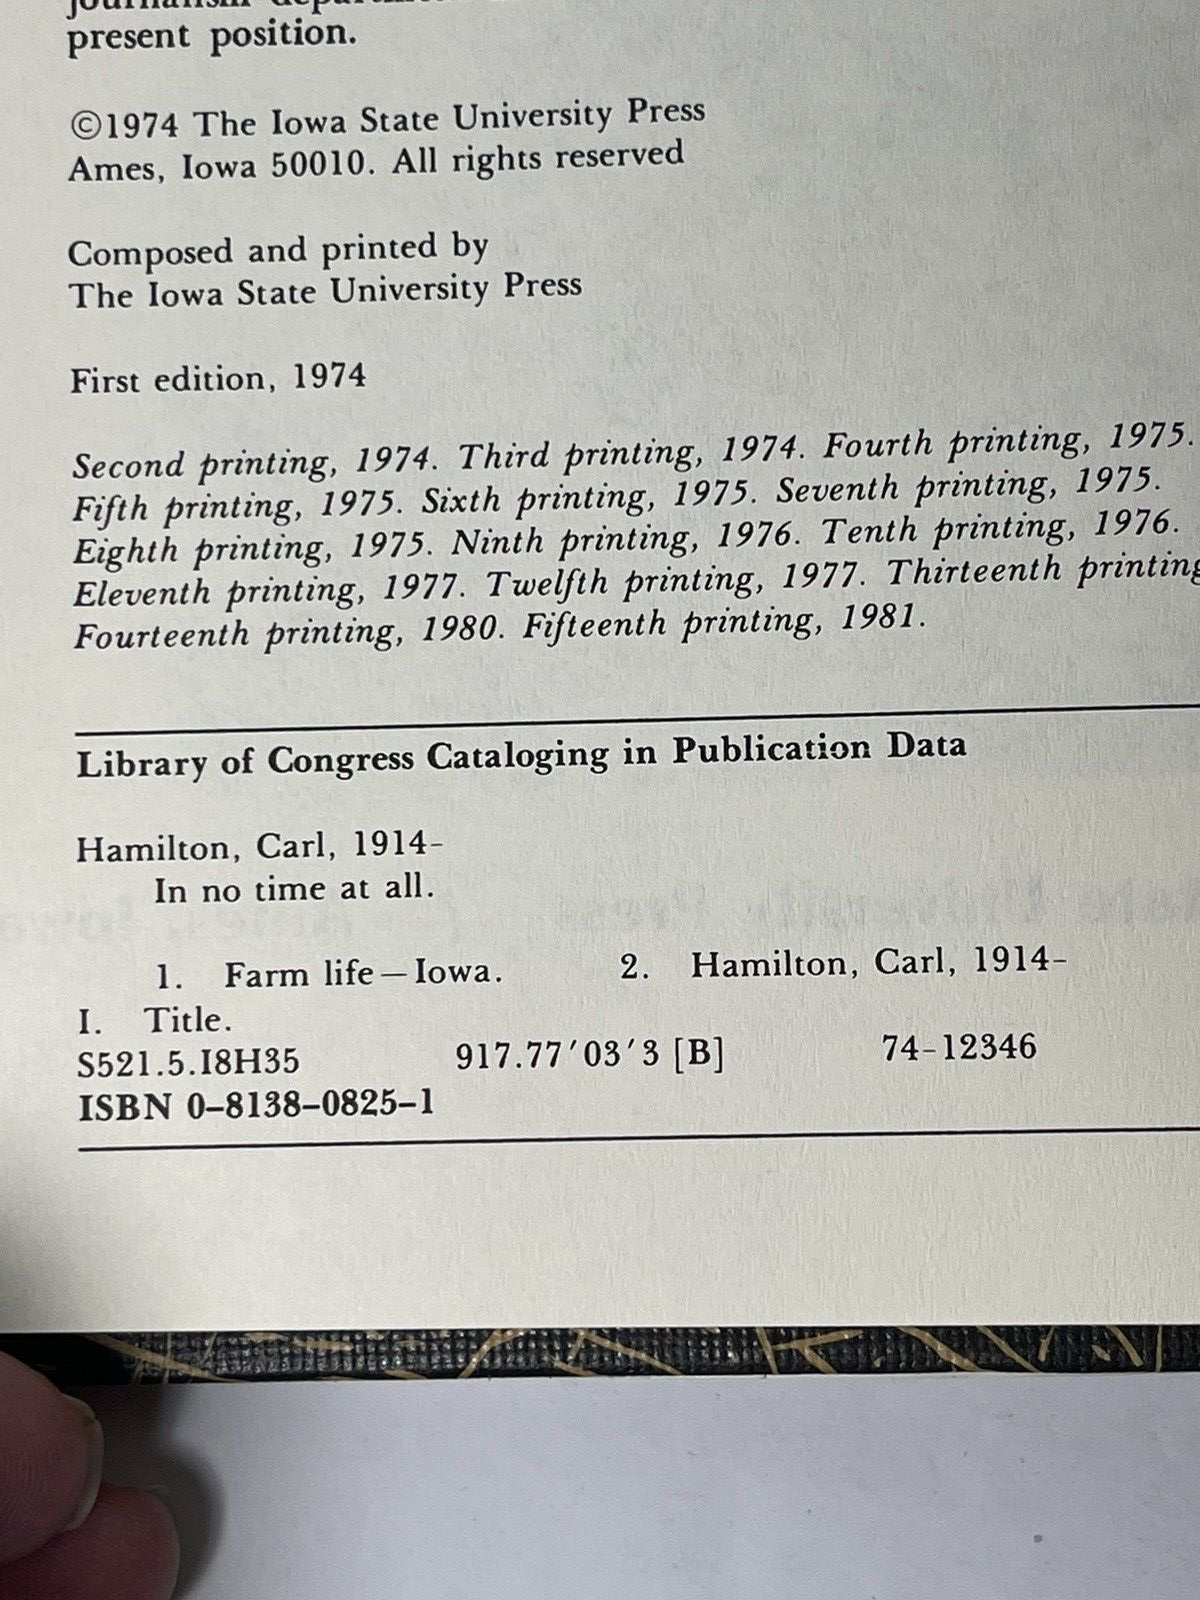 present position.
©1974 The Iowa State University Press
Ames, Iowa 50010. All rights reserved
Composed and printed by
The Iowa State University Press
First edition, 1974
Second printing, 1974. Third printing, 1974. Fourth printing, 1975.
Fifth printing, 1975. Sixth printing, 1975. Seventh printing, 1975.
Eighth printing, 1975. Ninth printing, 1976. Tenth printing, 1976.
Eleventh printing, 1977. Twelfth printing, 1977. Thirteenth printing
Fourteenth printing, 1980. Fifteenth printing, 1981.
Library of Congress Cataloging in Publication Data
Hamilton, Carl, 1914-
In no time at all.
1. Farm life—Iowa. 2. Hamilton, Carl, 1914-
I. Title.
S521.5.I8H35 917.77′03′3 [B] 74-12346
ISBN 0-8138-0825-1